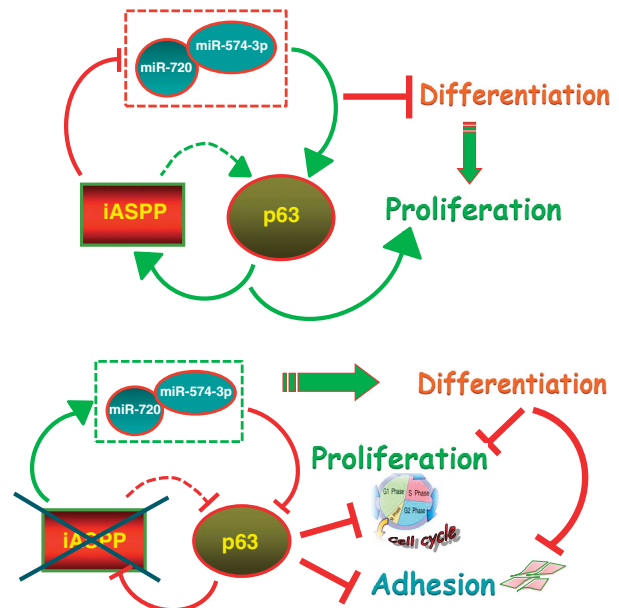 miR-574-3p
miR-720
Differentiation
iASPP
p63
Proliferation
miR-574-3p
miR-720
Differentiation
Proliferation
G1 Phase
S Phase
G2 Phase
Cell cycle
iASPP
p63
Adhesion